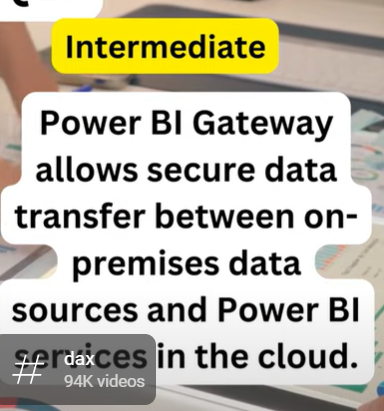 Intermediate
Power BI Gateway
allows secure data
transfer between on-
premises data
sources and Power BI
services in the cloud.
# dax
94K videos